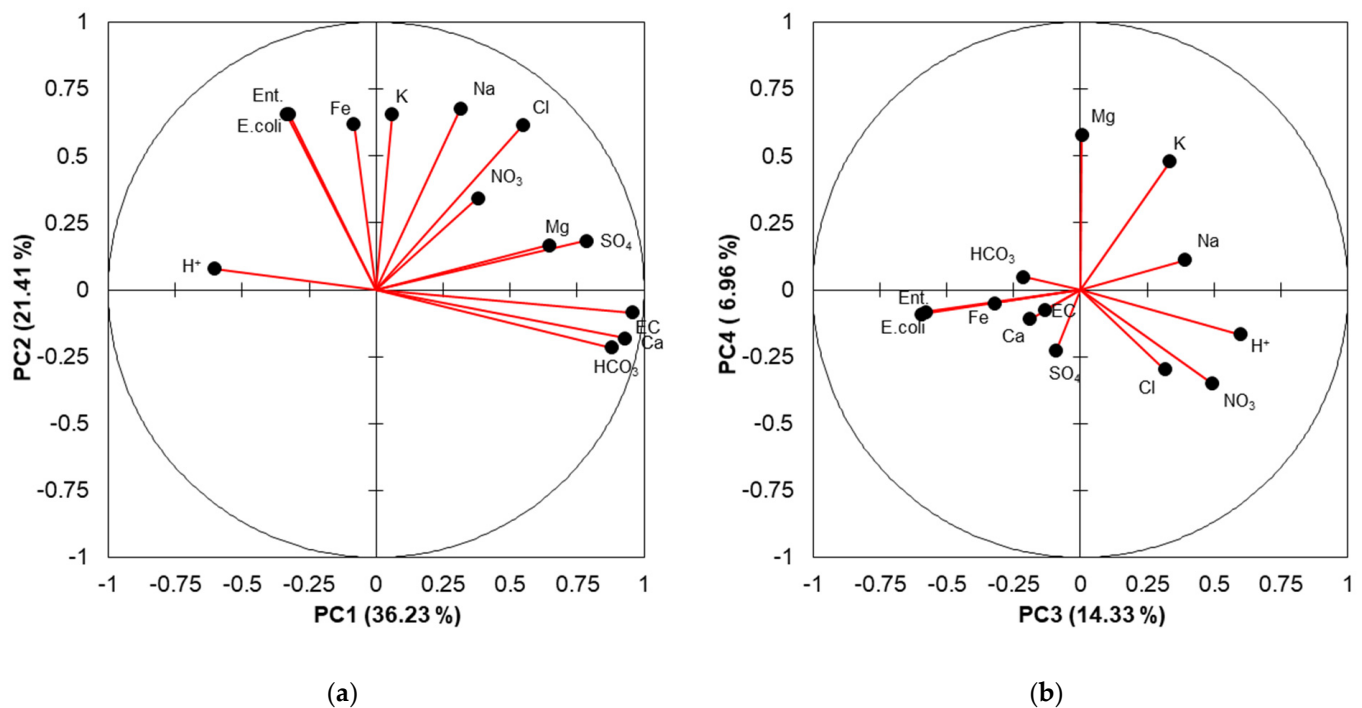 1
0.75
0.5
0.25
0
-0.25
-0.5
-0.75
-1
PC2 (21.41 %)
Ent.
E.coli
Fe
K
Na
Cl
NO₃
Mg
SO₄
H⁺
EC
Ca
HCO₃
-1 -0.75 -0.5 -0.25 0 0.25 0.5 0.75 1
PC1 (36.23 %)
(a)
1
0.75
0.5
0.25
0
-0.25
-0.5
-0.75
-1
PC4 ( 6.96 %)
Mg
K
Na
HCO₃
Ent.
E.coli
Fe
Ca
EC
SO₄
H⁺
Cl
NO₃
-1 -0.75 -0.5 -0.25 0 0.25 0.5 0.75 1
PC3 (14.33 %)
(b)